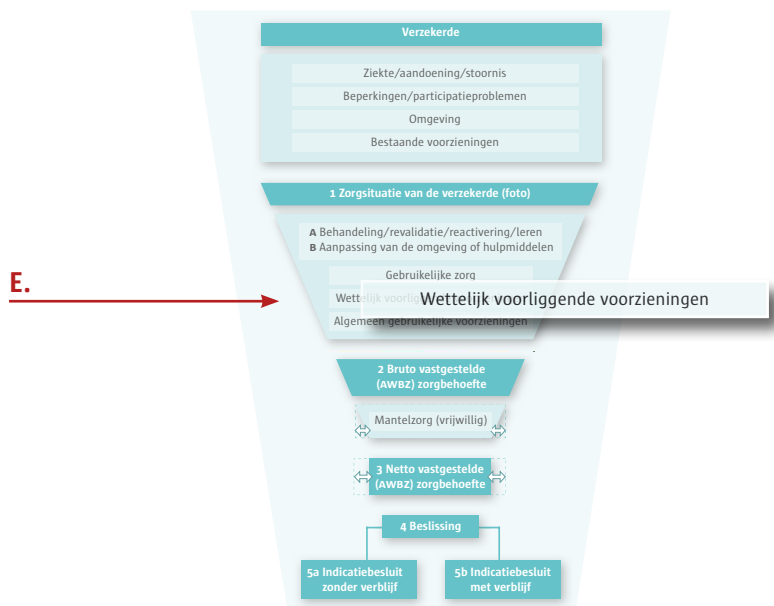 Verzekerde
Ziekte/aandoening/stoornis
Beperkingen/participatieproblemen
Omgeving
Bestaande voorzieningen
1 Zorgsituatie van de verzekerde (foto)
A Behandeling/revalidatie/reactivering/leren
B Aanpassing van de omgeving of hulpmiddelen
Gebruikelijke zorg
E.
Wettelijk voorlig
Wettelijk voorliggende voorzieningen
Algemeen gebruikelijke voorzieningen
2 Bruto vastgestelde
(AWBZ) zorgbehoefte
Mantelzorg (vrijwillig)
3 Netto vastgestelde
(AWBZ) zorgbehoefte
4 Beslissing
5a Indicatiebesluit
zonder verblijf
5b Indicatiebesluit
met verblijf